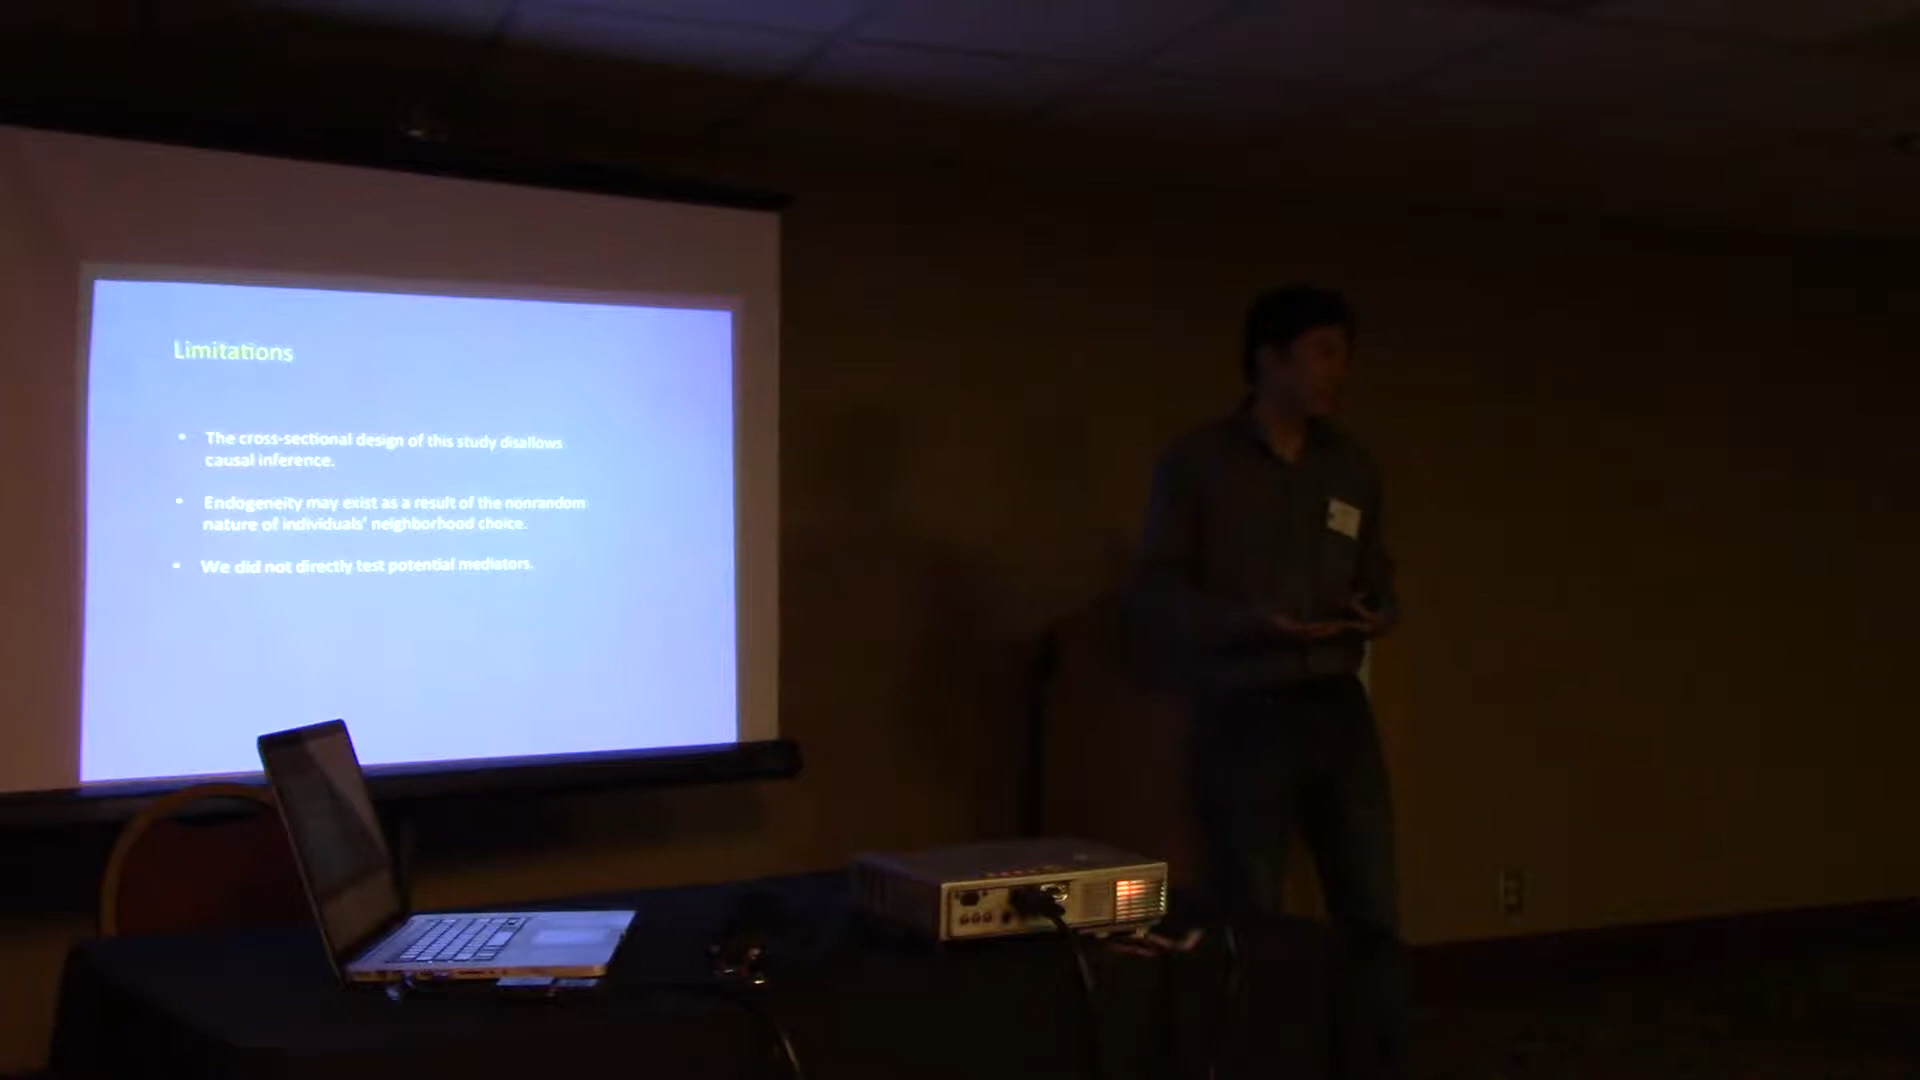 Limitations
• The cross-sectional design of this study disallows
causal inference.
• Endogeneity may exist as a result of the nonrandom
nature of individuals' neighborhood choice.
• We did not directly test potential mediators.